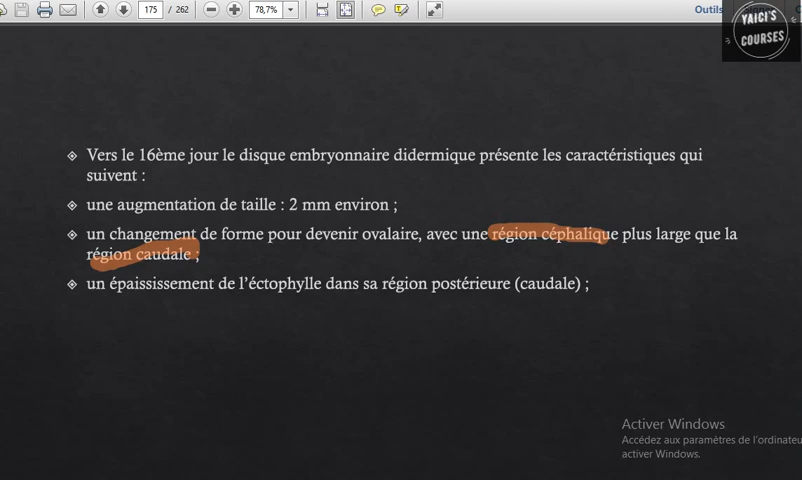 175 / 262 78,7% Outils
YAICI'S
COURSES
Vers le 16ème jour le disque embryonnaire didermique présente les caractéristiques qui
suivent :
une augmentation de taille : 2 mm environ ;
un changement de forme pour devenir ovalaire, avec une région céphalique plus large que la
région caudale ;
un épaississement de l'éctophylle dans sa région postérieure (caudale) ;
Activer Windows
Accédez aux paramètres de l'ordinateu
activer Windows.